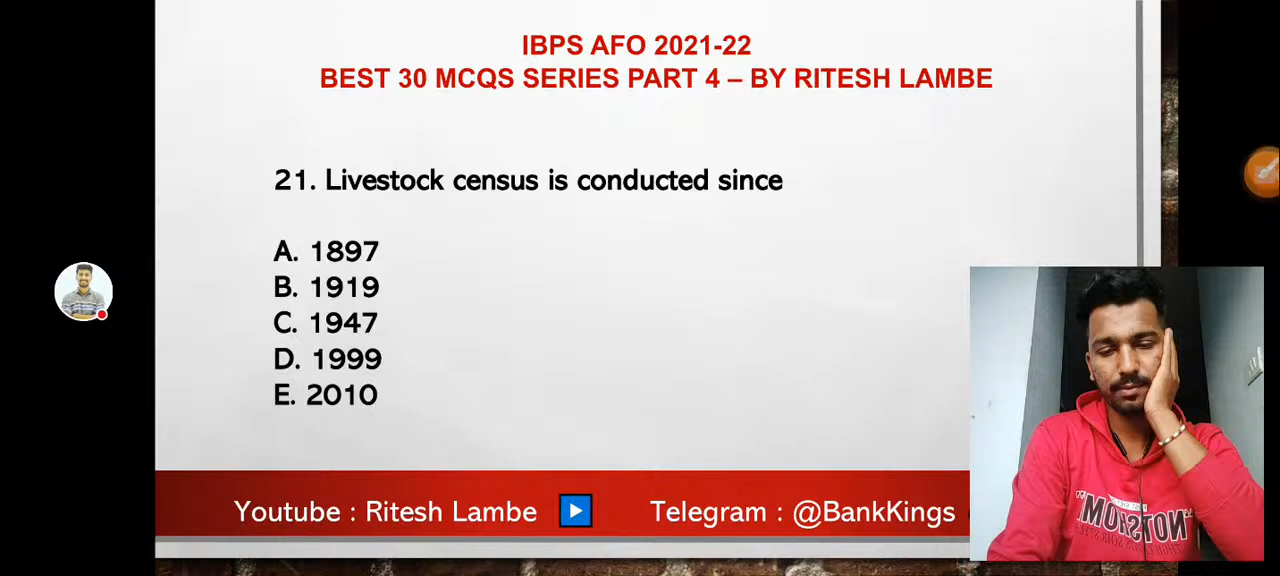 IBPS AFO 2021-22
BEST 30 MCQS SERIES PART 4 – BY RITESH LAMBE
21. Livestock census is conducted since
A. 1897
B. 1919
C. 1947
D. 1999
E. 2010
Youtube : Ritesh Lambe
Telegram : @BankKings